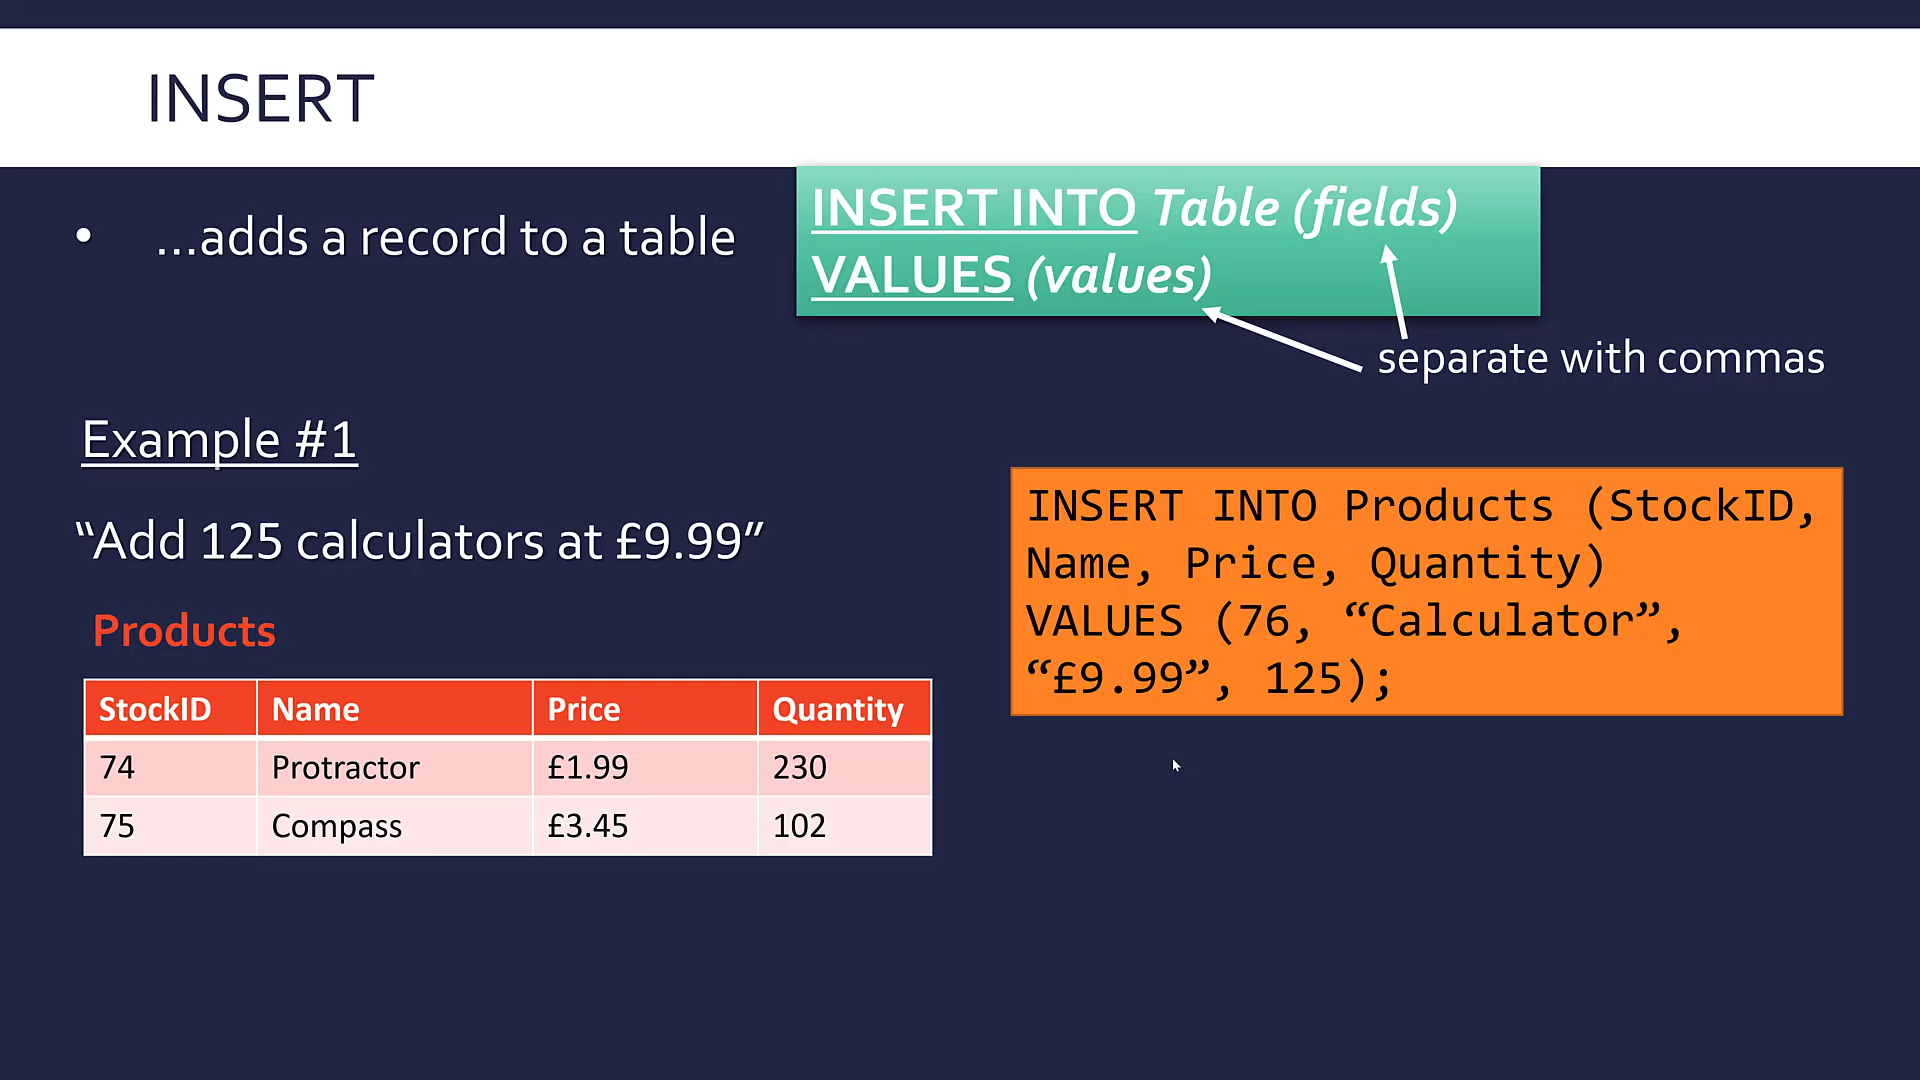 INSERT
• ...adds a record to a table
INSERT INTO Table (fields)
VALUES (values)
separate with commas
Example #1
“Add 125 calculators at £9.99”
Products
StockID Name Price Quantity
74 Protractor £1.99 230
75 Compass £3.45 102
INSERT INTO Products (StockID,
Name, Price, Quantity)
VALUES (76, “Calculator”,
“£9.99”, 125);